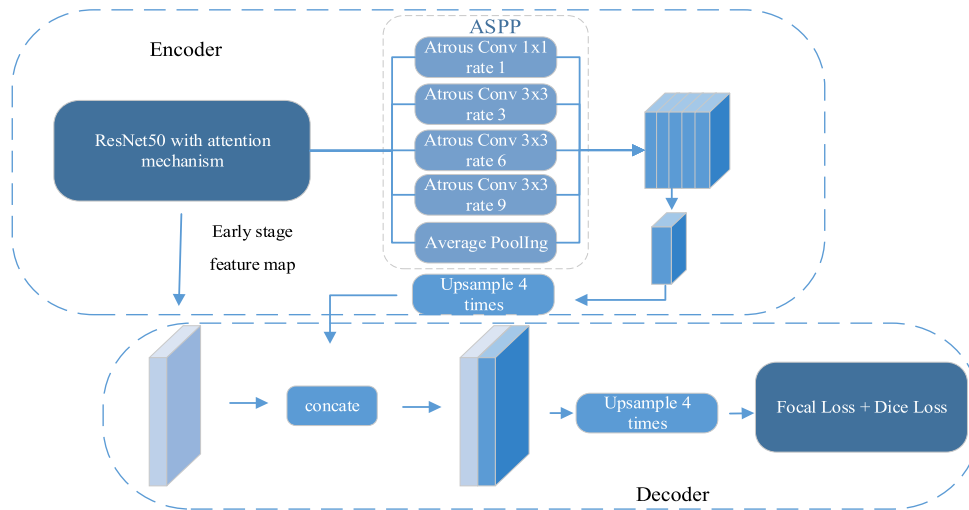 ASPP
Encoder
Atrous Conv 1x1
rate 1
Atrous Conv 3x3
rate 3
ResNet50 with attention
mechanism
Atrous Conv 3x3
rate 6
Atrous Conv 3x3
rate 9
Average PoolIng
Early stage
feature map
Upsample 4
times
concate
Upsample 4
times
Focal Loss + Dice Loss
Decoder